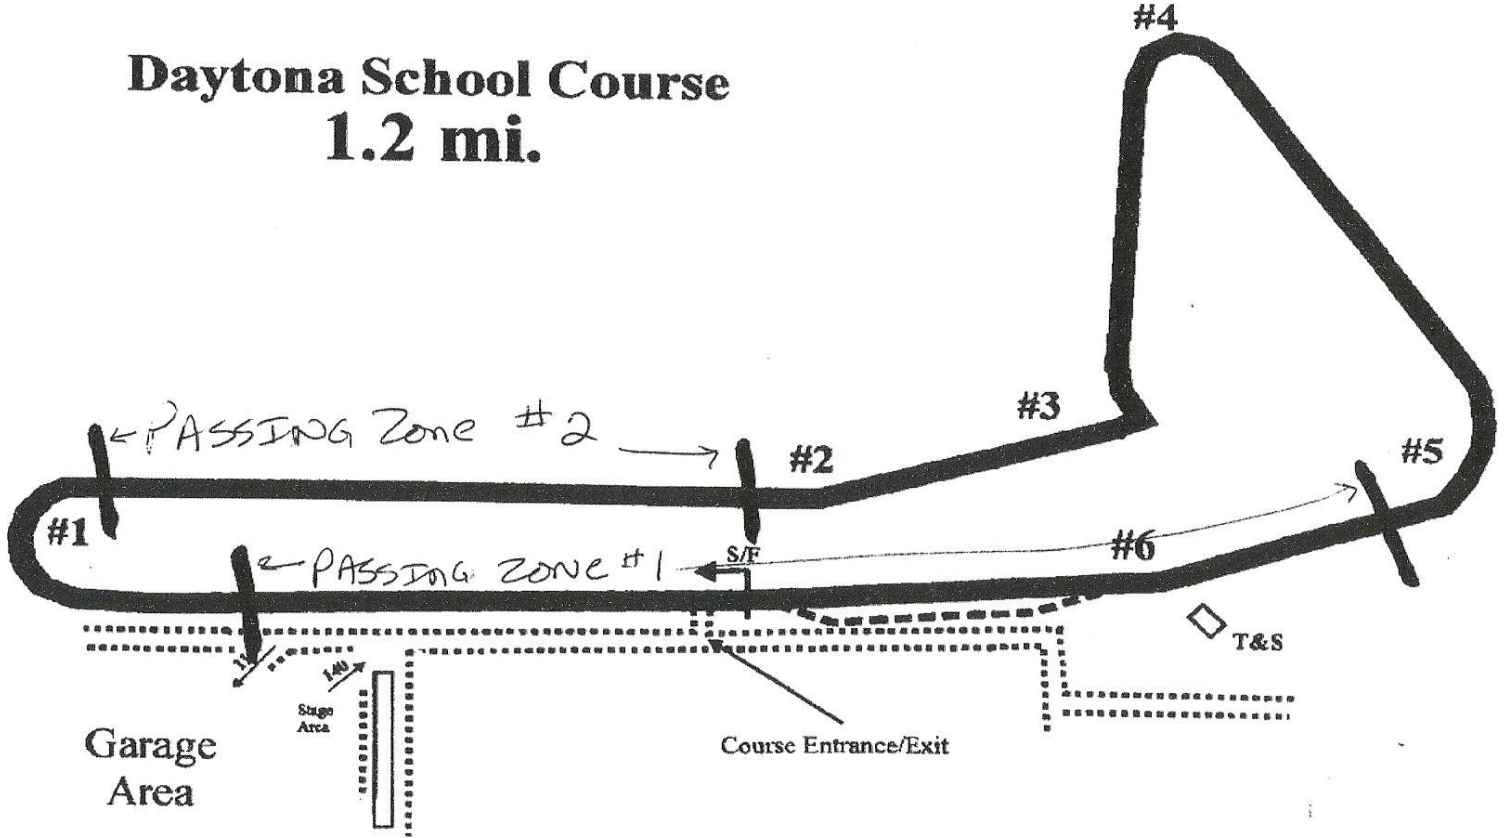 #4
Daytona School Course
1.2 mi.
#3
PASSING Zone #2
#2
#5
#1
S/F
#6
PASSING ZONE #1
T&S
140
Stage
Area
Garage
Area
Course Entrance/Exit